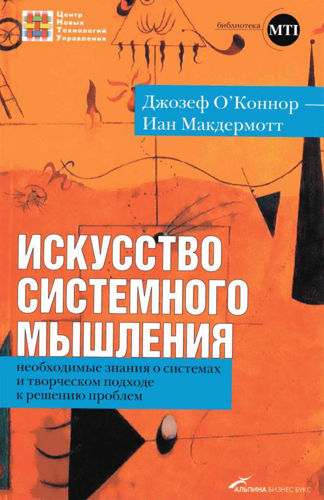 Центр
Новых
Технологий
Управления
библиотека
MTI
Джозеф О'Коннор —
Иан Макдермотт
ИСКУССТВО
СИСТЕМНОГО
МЫШЛЕНИЯ
необходимые знания о системах
и творческом подходе
к решению проблем
АЛЬПИНА БИЗНЕС БУКС